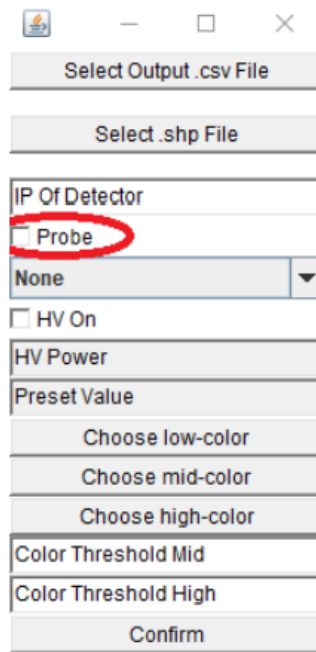 Select Output .csv File
Select .shp File
IP Of Detector
Probe
None
HV On
HV Power
Preset Value
Choose low-color
Choose mid-color
Choose high-color
Color Threshold Mid
Color Threshold High
Confirm